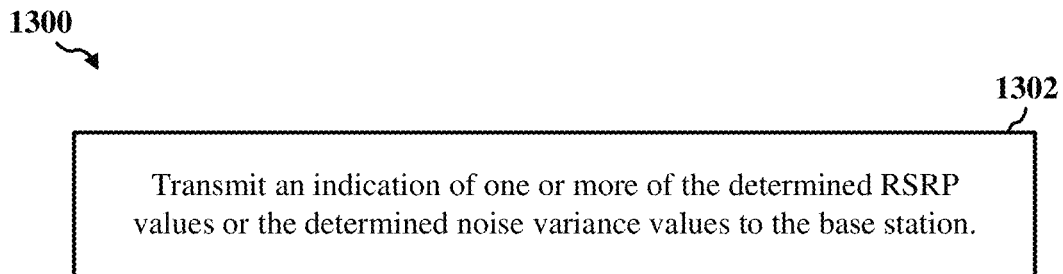 1300
1302
Transmit an indication of one or more of the determined RSRP
values or the determined noise variance values to the base station.